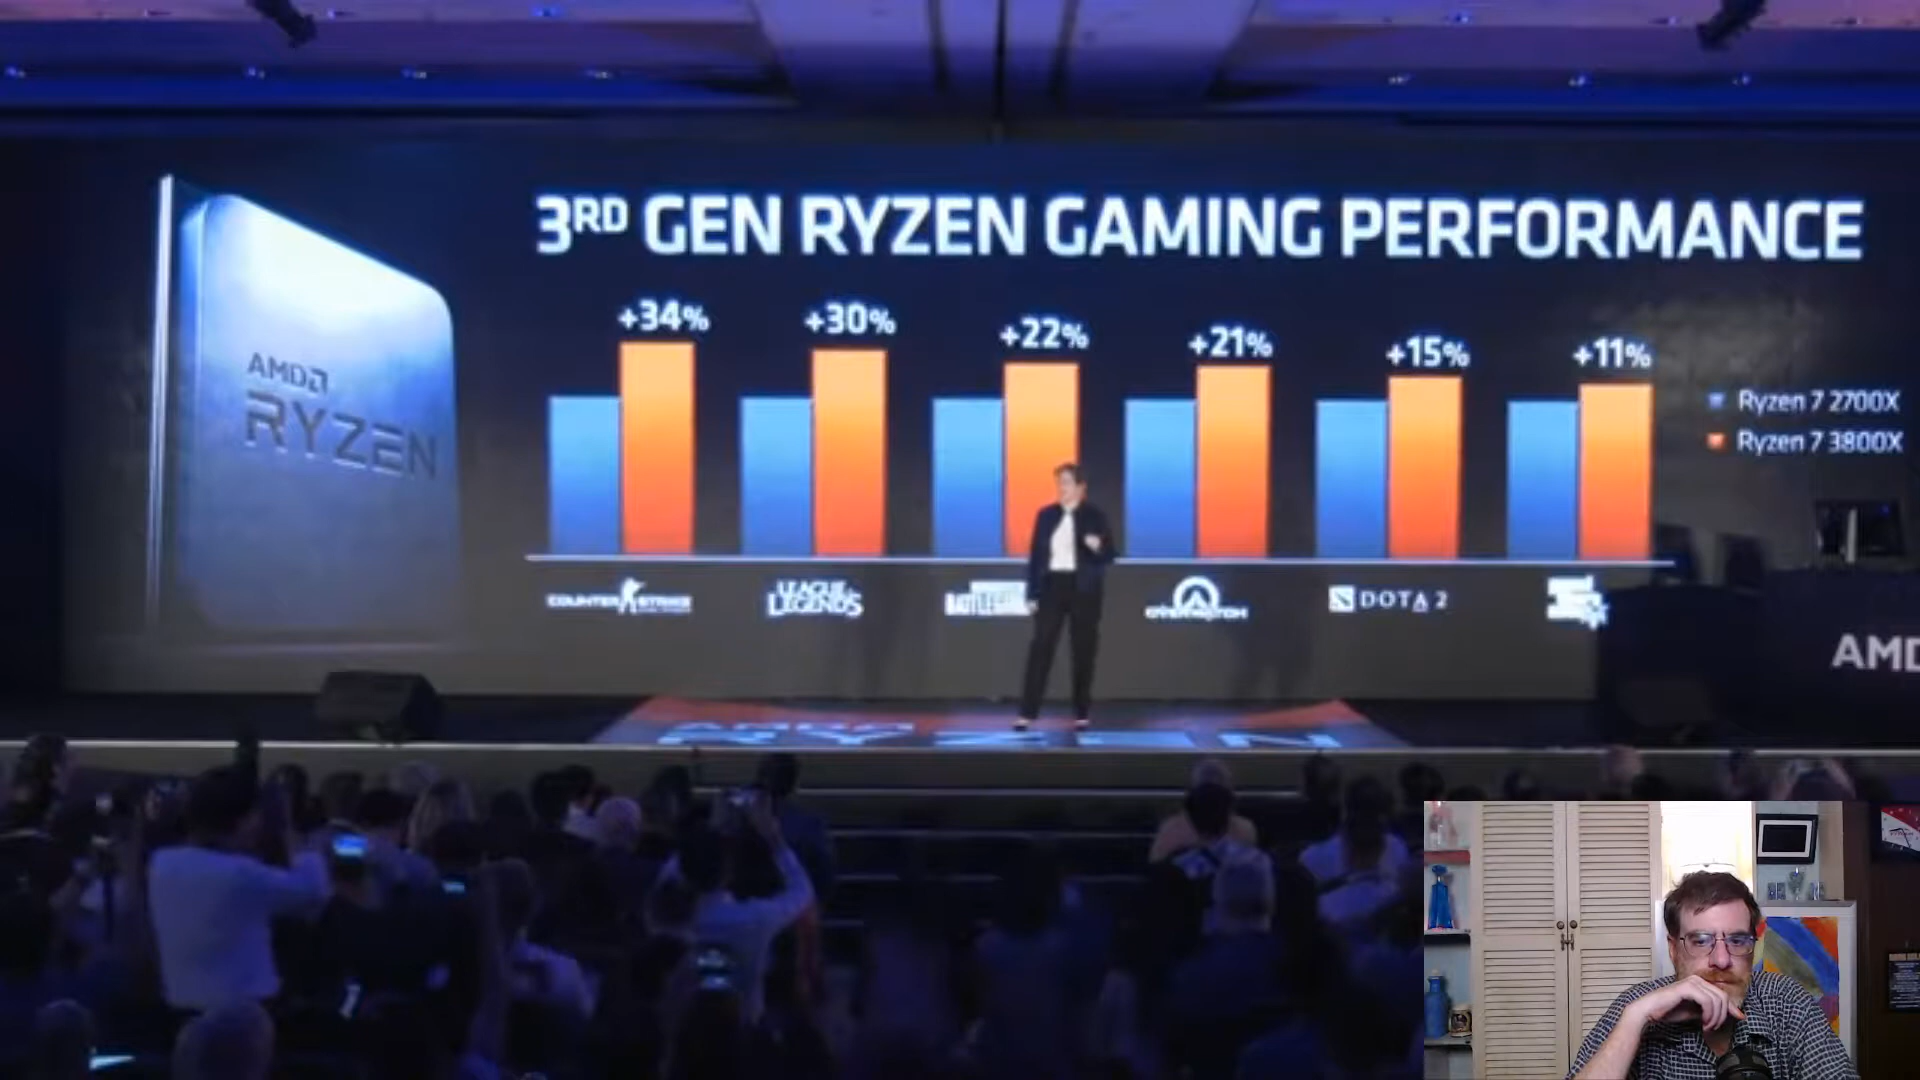 3RD GEN RYZEN GAMING PERFORMANCE
+34%
+30%
+22%
+21%
+15%
+11%
AMD
RYZEN
Ryzen 7 2700X
Ryzen 7 3800X
COUNTER STRIKE
LEAGUE
LEGENDS
OVERWATCH
DOTA 2
AMD
RYZEN